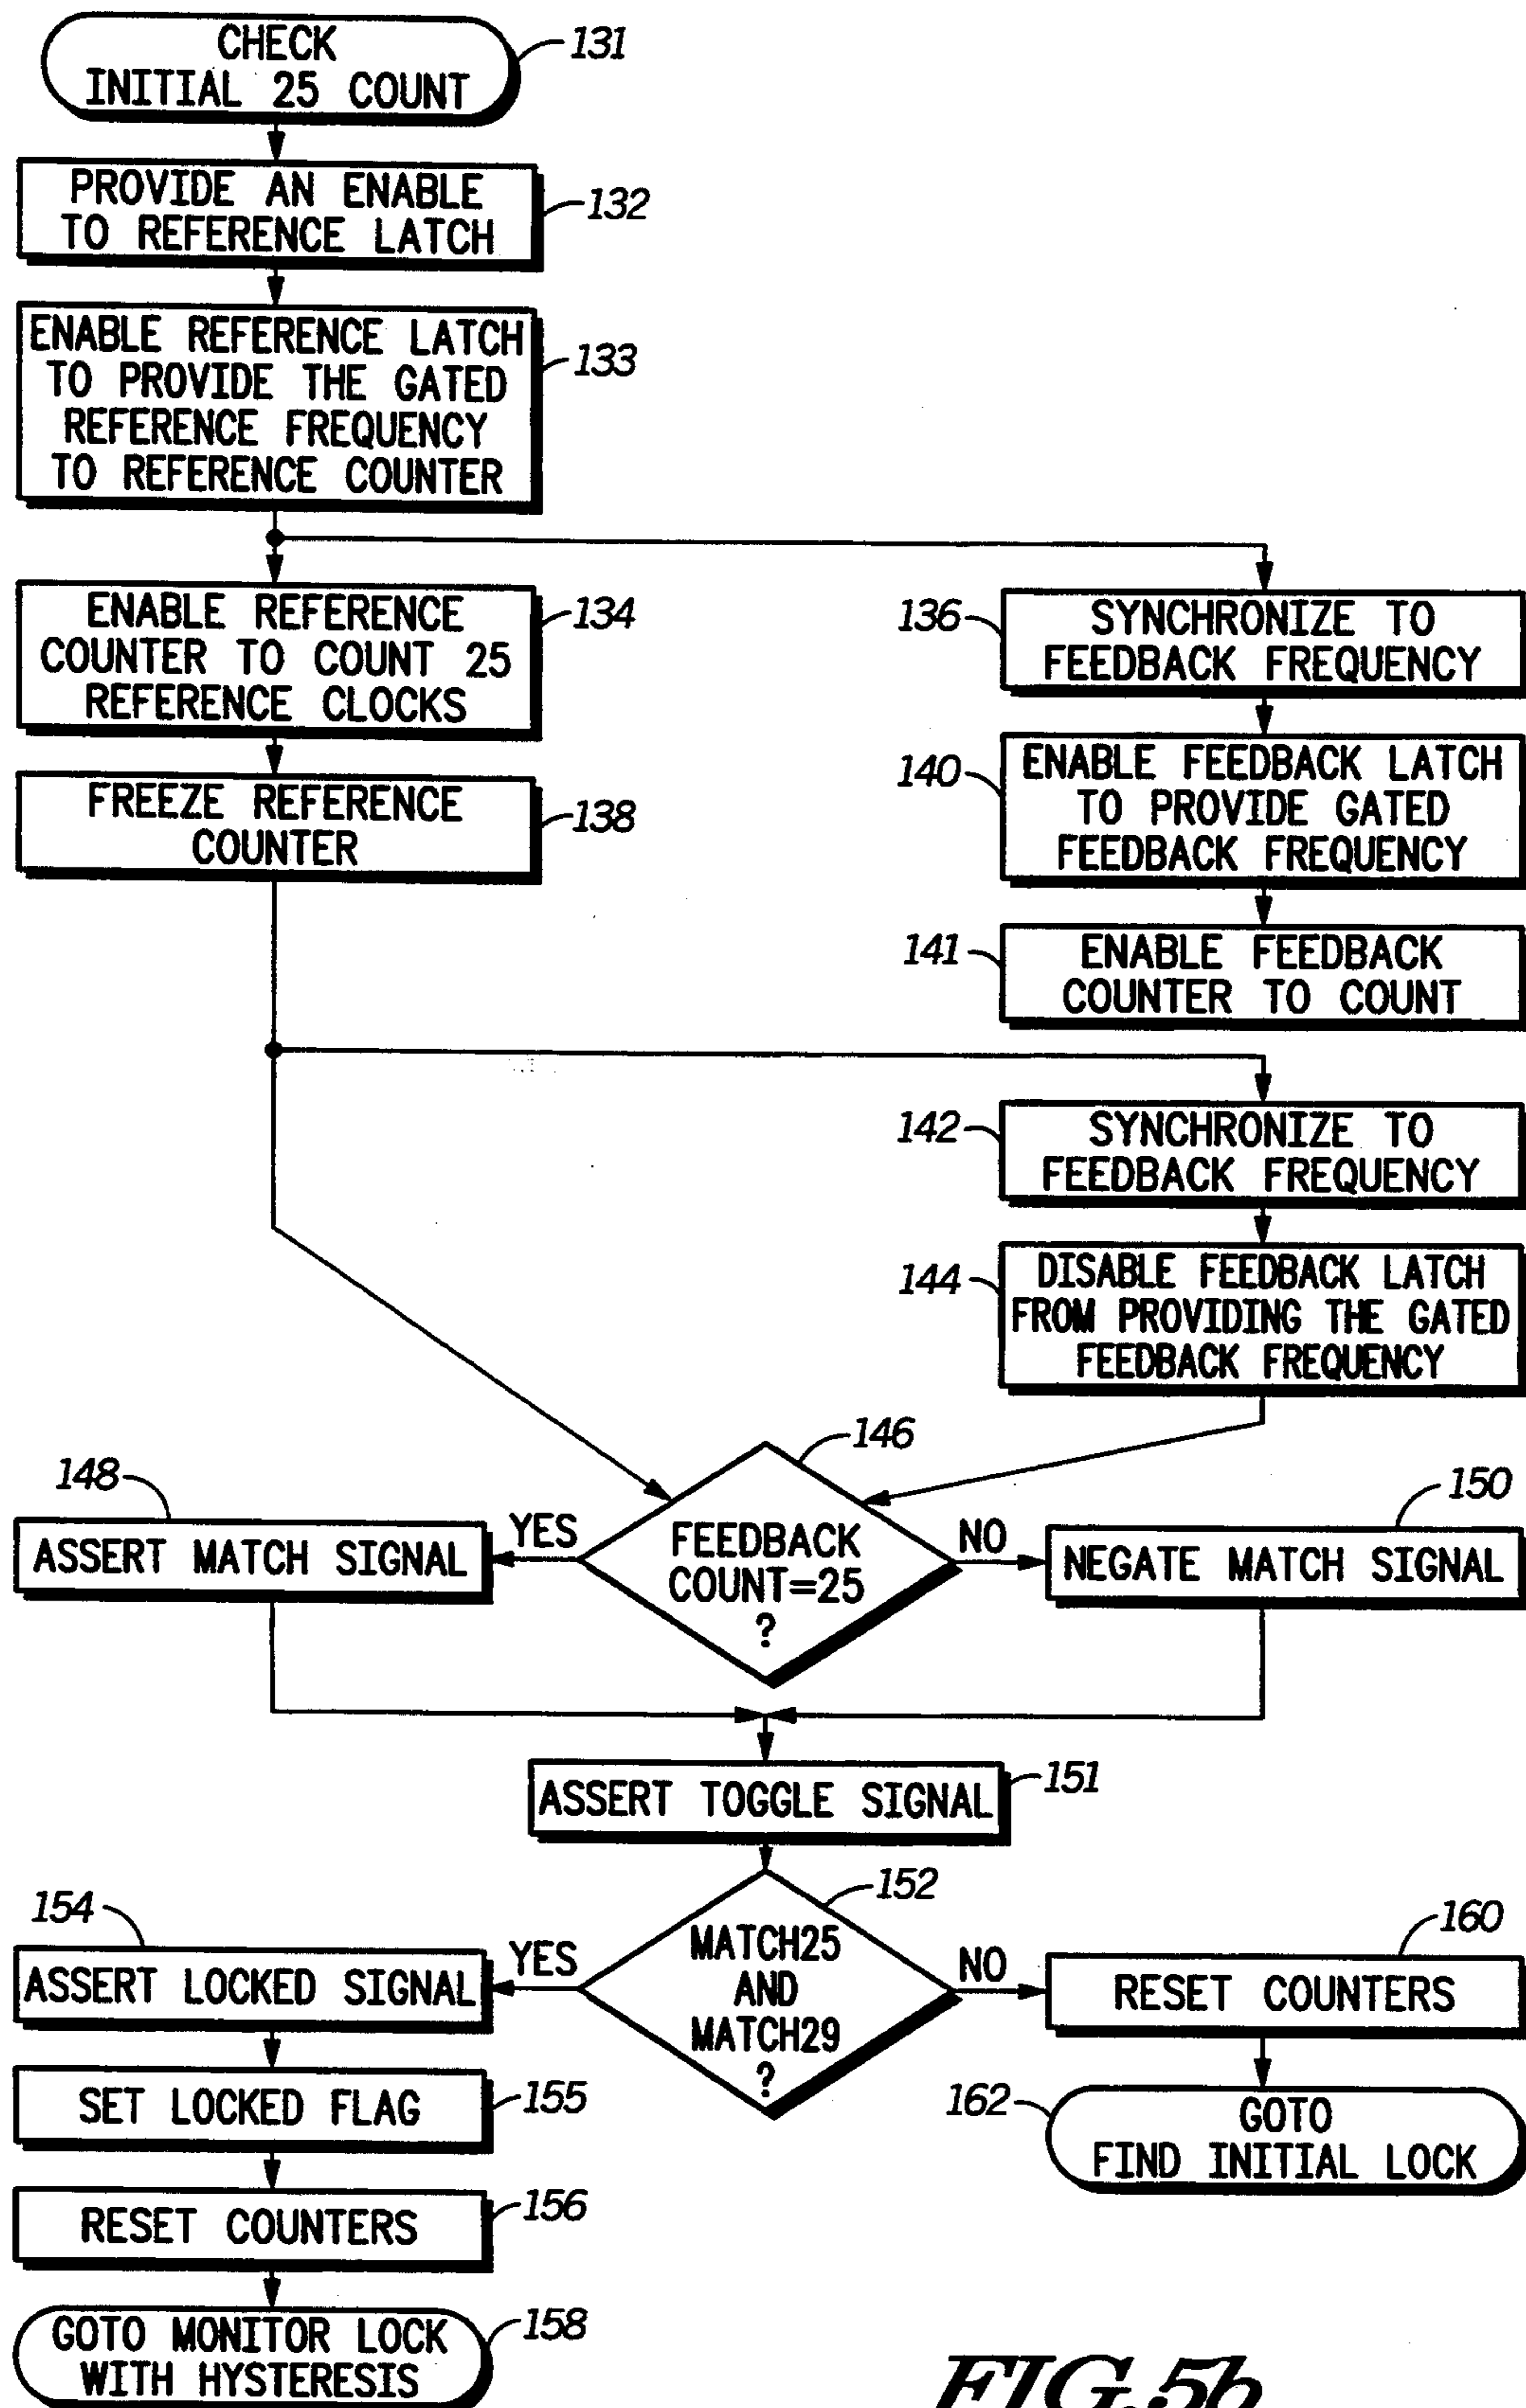 CHECK
INITIAL 25 COUNT
131
PROVIDE AN ENABLE
TO REFERENCE LATCH
132
ENABLE REFERENCE LATCH
TO PROVIDE THE GATED
REFERENCE FREQUENCY
TO REFERENCE COUNTER
133
ENABLE REFERENCE
COUNTER TO COUNT 25
REFERENCE CLOCKS
134
136
SYNCHRONIZE TO
FEEDBACK FREQUENCY
FREEZE REFERENCE
COUNTER
138
140
ENABLE FEEDBACK LATCH
TO PROVIDE GATED
FEEDBACK FREQUENCY
141
ENABLE FEEDBACK
COUNTER TO COUNT
142
SYNCHRONIZE TO
FEEDBACK FREQUENCY
144
DISABLE FEEDBACK LATCH
FROM PROVIDING THE GATED
FEEDBACK FREQUENCY
146
FEEDBACK
COUNT=25
?
YES
NO
148
ASSERT MATCH SIGNAL
150
NEGATE MATCH SIGNAL
ASSERT TOGGLE SIGNAL
151
152
MATCH25
AND
MATCH29
?
YES
NO
154
ASSERT LOCKED SIGNAL
160
RESET COUNTERS
SET LOCKED FLAG
155
162
GOTO
FIND INITIAL LOCK
RESET COUNTERS
156
GOTO MONITOR LOCK
WITH HYSTERESIS
158
FIG.5b